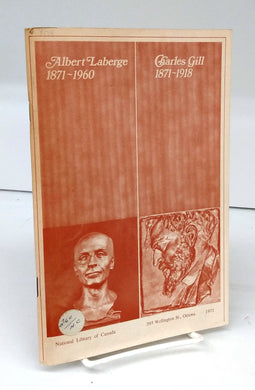 Albert Laberge
1871-1960
Charles Gill
1871-1918
National Library of Canada
395 Wellington St., Ottawa
1971